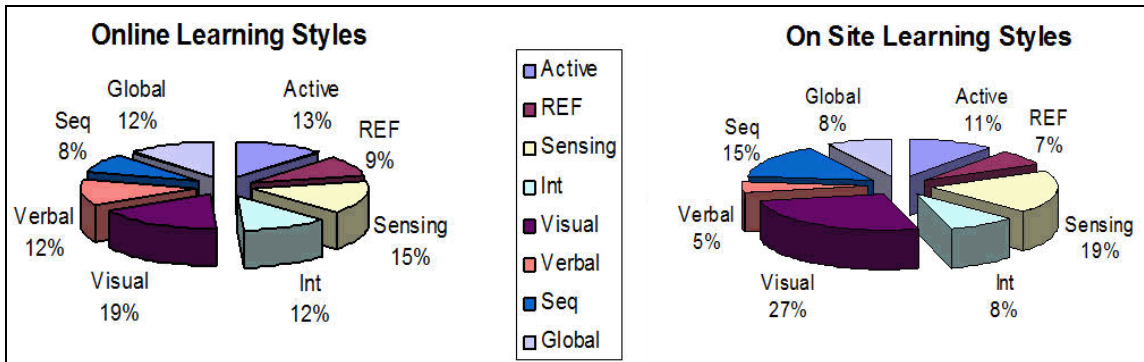 Online Learning Styles
Global
12%
Active
13%
REF
9%
Sensing
15%
Int
12%
Visual
19%
Verbal
12%
Seq
8%
Active
REF
Sensing
Int
Visual
Verbal
Seq
Global
On Site Learning Styles
Global
8%
Active
11%
REF
7%
Sensing
19%
Int
8%
Visual
27%
Verbal
5%
Seq
15%